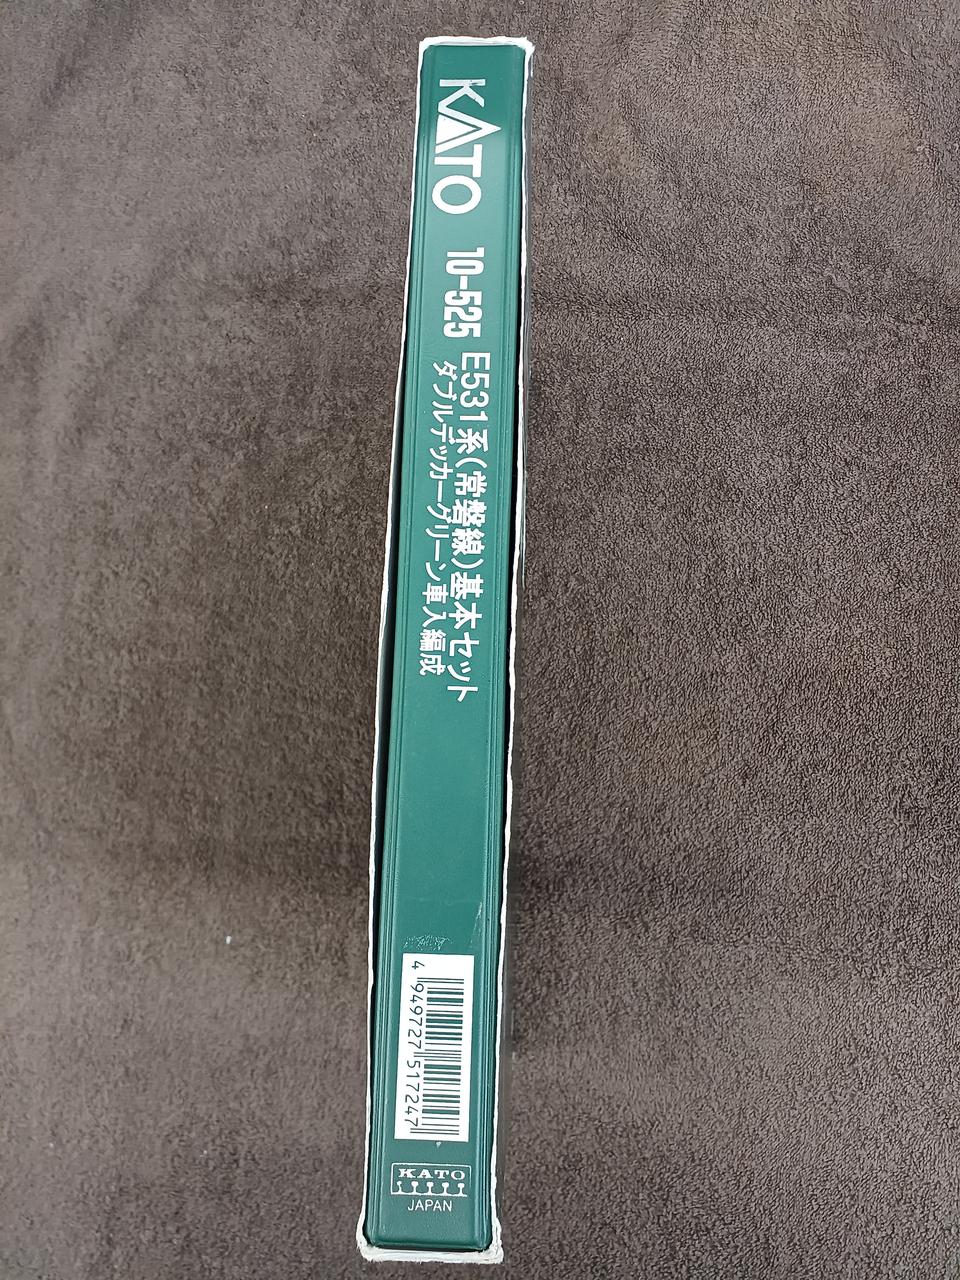 KATO
10-525
E531系(常磐線)基本セット
ダブルデッカーグリーン車入編成
4 949727 517247
KATO
JAPAN